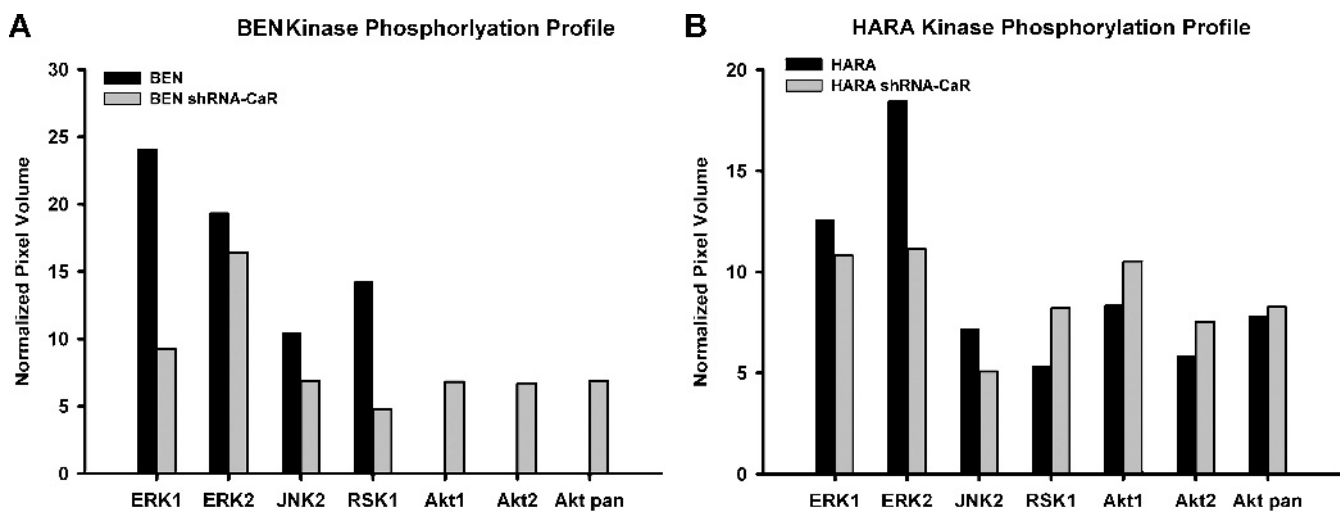 A
BENKinase Phosphorlyation Profile
BEN
BEN shRNA-CaR
Normalized Pixel Volume
30
25
20
15
10
5
0
ERK1 ERK2 JNK2 RSK1 Akt1 Akt2 Akt pan
B
HARA Kinase Phosphorylation Profile
HARA
HARA shRNA-CaR
Normalized Pixel Volume
20
15
10
5
0
ERK1 ERK2 JNK2 RSK1 Akt1 Akt2 Akt pan